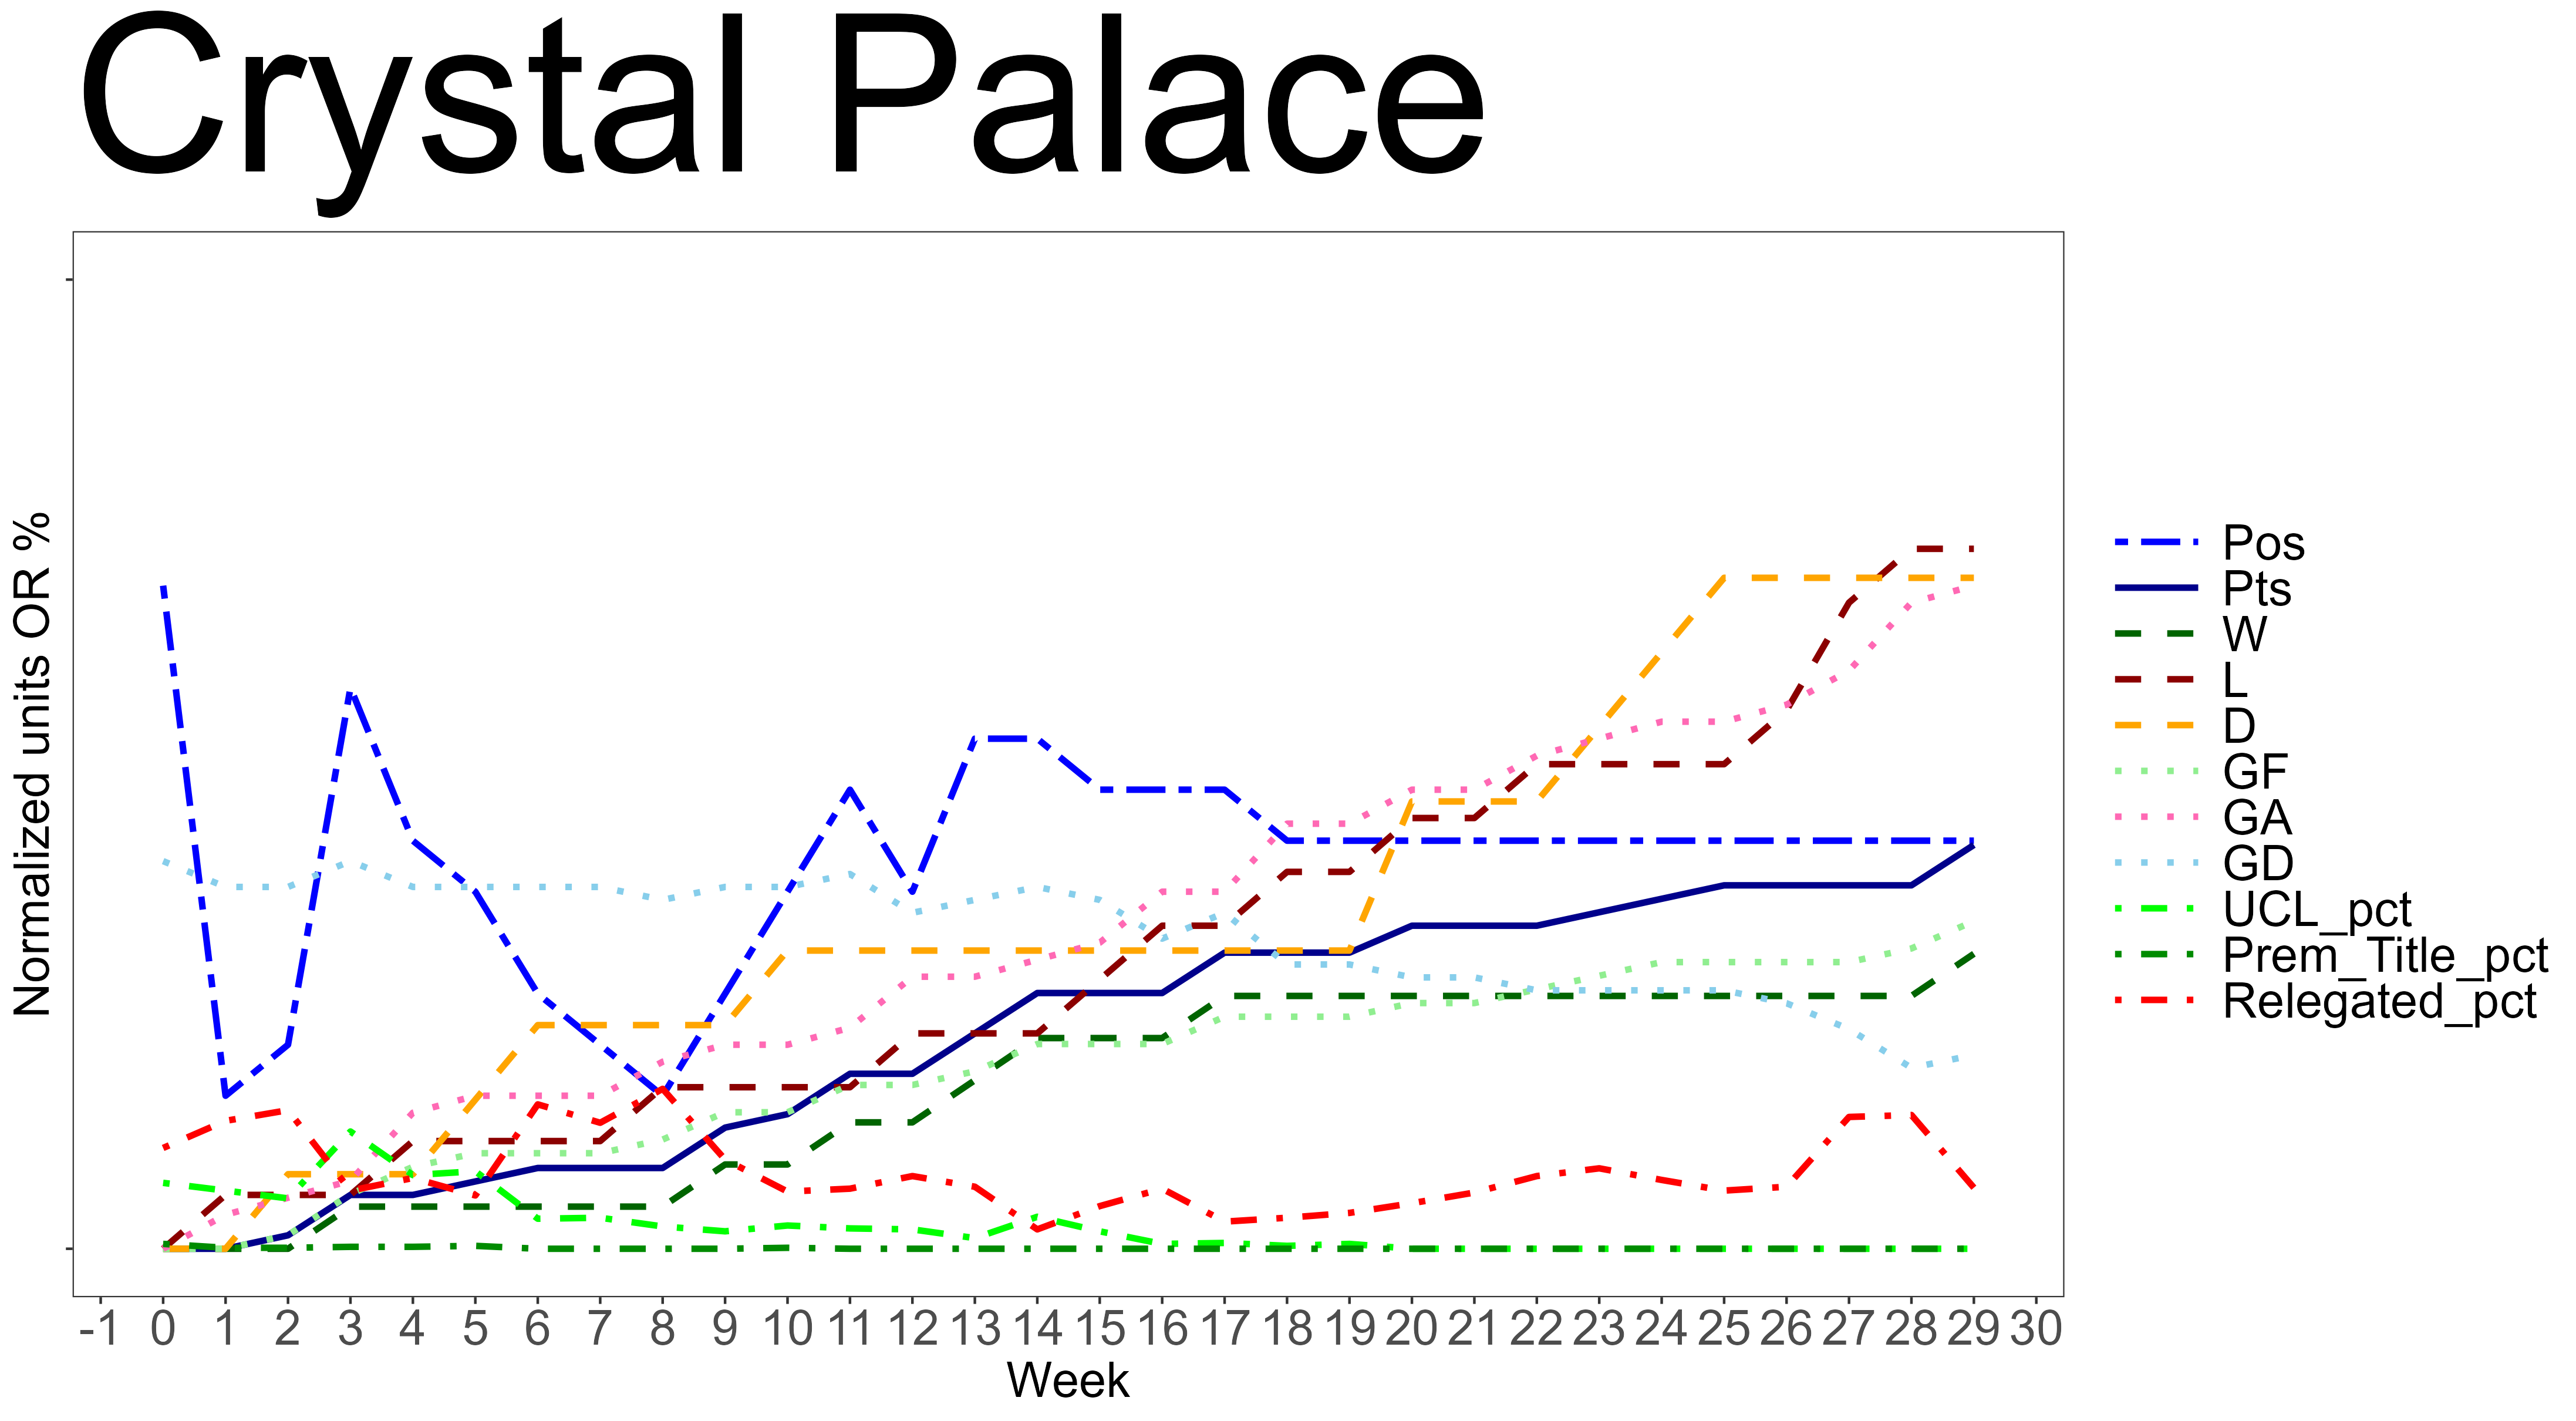 Crystal Palace
Normalized units OR %
Pos
Pts
W
L
D
GF
GA
GD
UCL_pct
Prem_Title_pct
Relegated_pct
-1 0 1 2 3 4 5 6 7 8 9 10 11 12 13 14 15 16 17 18 19 20 21 22 23 24 25 26 27 28 29 30
Week